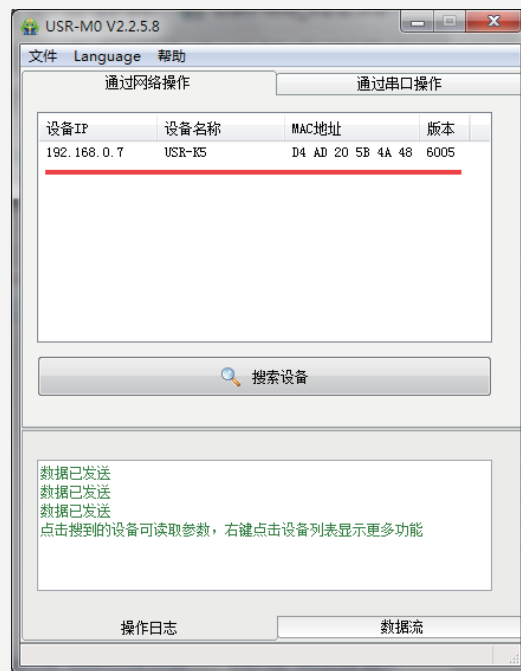 USR-M0 V2.2.5.8
文件 Language 帮助
通过网络操作 通过串口操作
设备IP 设备名称 MAC地址 版本
192.168.0.7 USR-K5 D4 AD 20 5B 4A 48 6005
搜索设备
数据已发送
数据已发送
数据已发送
点击搜到的设备可读取参数，右键点击设备列表显示更多功能
操作日志 数据流